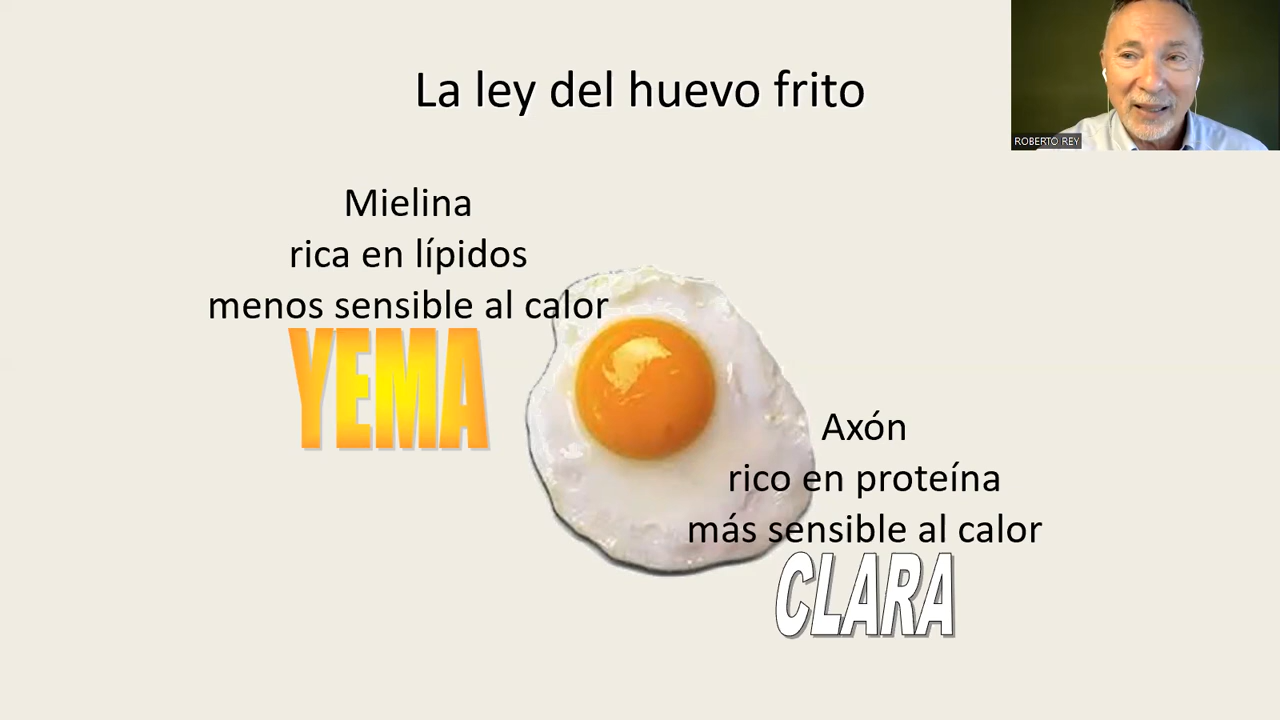 La ley del huevo frito
ROBERTO REY
Mielina
rica en lípidos
menos sensible al calor
YEMA
Axón
rico en proteína
más sensible al calor
CLARA